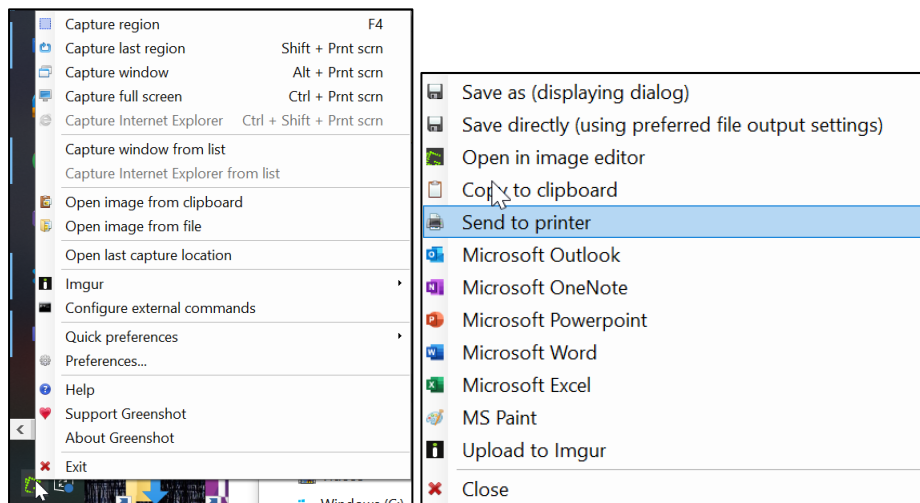 Capture region F4
Capture last region Shift + Prnt scrn
Capture window Alt + Prnt scrn
Capture full screen Ctrl + Prnt scrn
Capture Internet Explorer Ctrl + Shift + Prnt scrn
Capture window from list
Capture Internet Explorer from list
Open image from clipboard
Open image from file
Open last capture location
Imgur
Configure external commands
Quick preferences
Preferences...
Help
Support Greenshot
About Greenshot
Exit
Save as (displaying dialog)
Save directly (using preferred file output settings)
Open in image editor
Copy to clipboard
Send to printer
Microsoft Outlook
Microsoft OneNote
Microsoft Powerpoint
Microsoft Word
Microsoft Excel
MS Paint
Upload to Imgur
Close